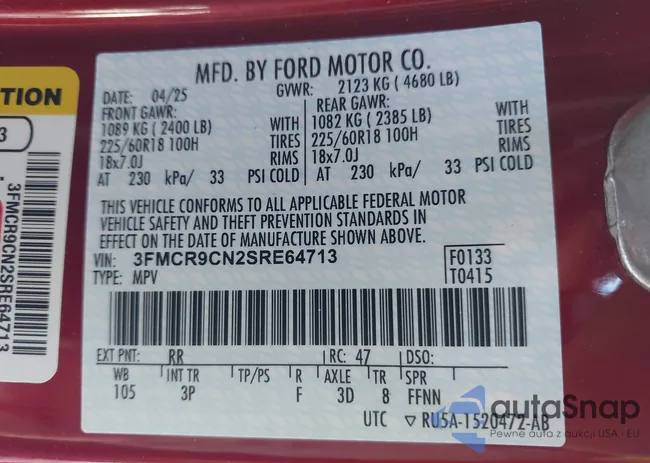 MFD. BY FORD MOTOR CO.
DATE: 04/25 GVWR: 2123 KG ( 4680 LB)
FRONT GAWR: REAR GAWR:
1089 KG ( 2400 LB) WITH 1082 KG ( 2385 LB) WITH
225/60R18 100H TIRES 225/60R18 100H TIRES
18x7.0J RIMS 18x7.0J RIMS
AT 230 kPa/ 33 PSI COLD AT 230 kPa/ 33 PSI COLD
THIS VEHICLE CONFORMS TO ALL APPLICABLE FEDERAL MOTOR
VEHICLE SAFETY AND THEFT PREVENTION STANDARDS IN
EFFECT ON THE DATE OF MANUFACTURE SHOWN ABOVE.
VIN: 3FMCR9CN2SRE64713 F0133
TYPE: MPV T0415
EXT PNT: RR RC: 47 DSO:
WB INT TR TP/PS R AXLE TR SPR
105 3P F 3D 8 FFNN
UTC ▽ RU5A-1520472-AB
TION
3
3FMCR9CN2SRE64713
autoSnap
Pewne auta z aukcji USA - EU